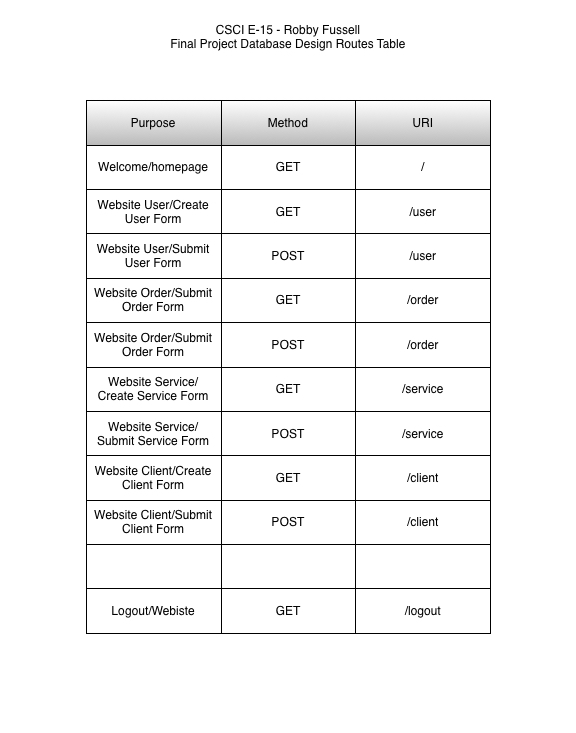 CSCI E-15 - Robby Fussell
Final Project Database Design Routes Table
Purpose Method URI
Welcome/homepage GET /
Website User/Create
User Form GET /user
Website User/Submit
User Form POST /user
Website Order/Submit
Order Form GET /order
Website Order/Submit
Order Form POST /order
Website Service/
Create Service Form GET /service
Website Service/
Submit Service Form POST /service
Website Client/Create
Client Form GET /client
Website Client/Submit
Client Form POST /client
Logout/Webiste GET /logout